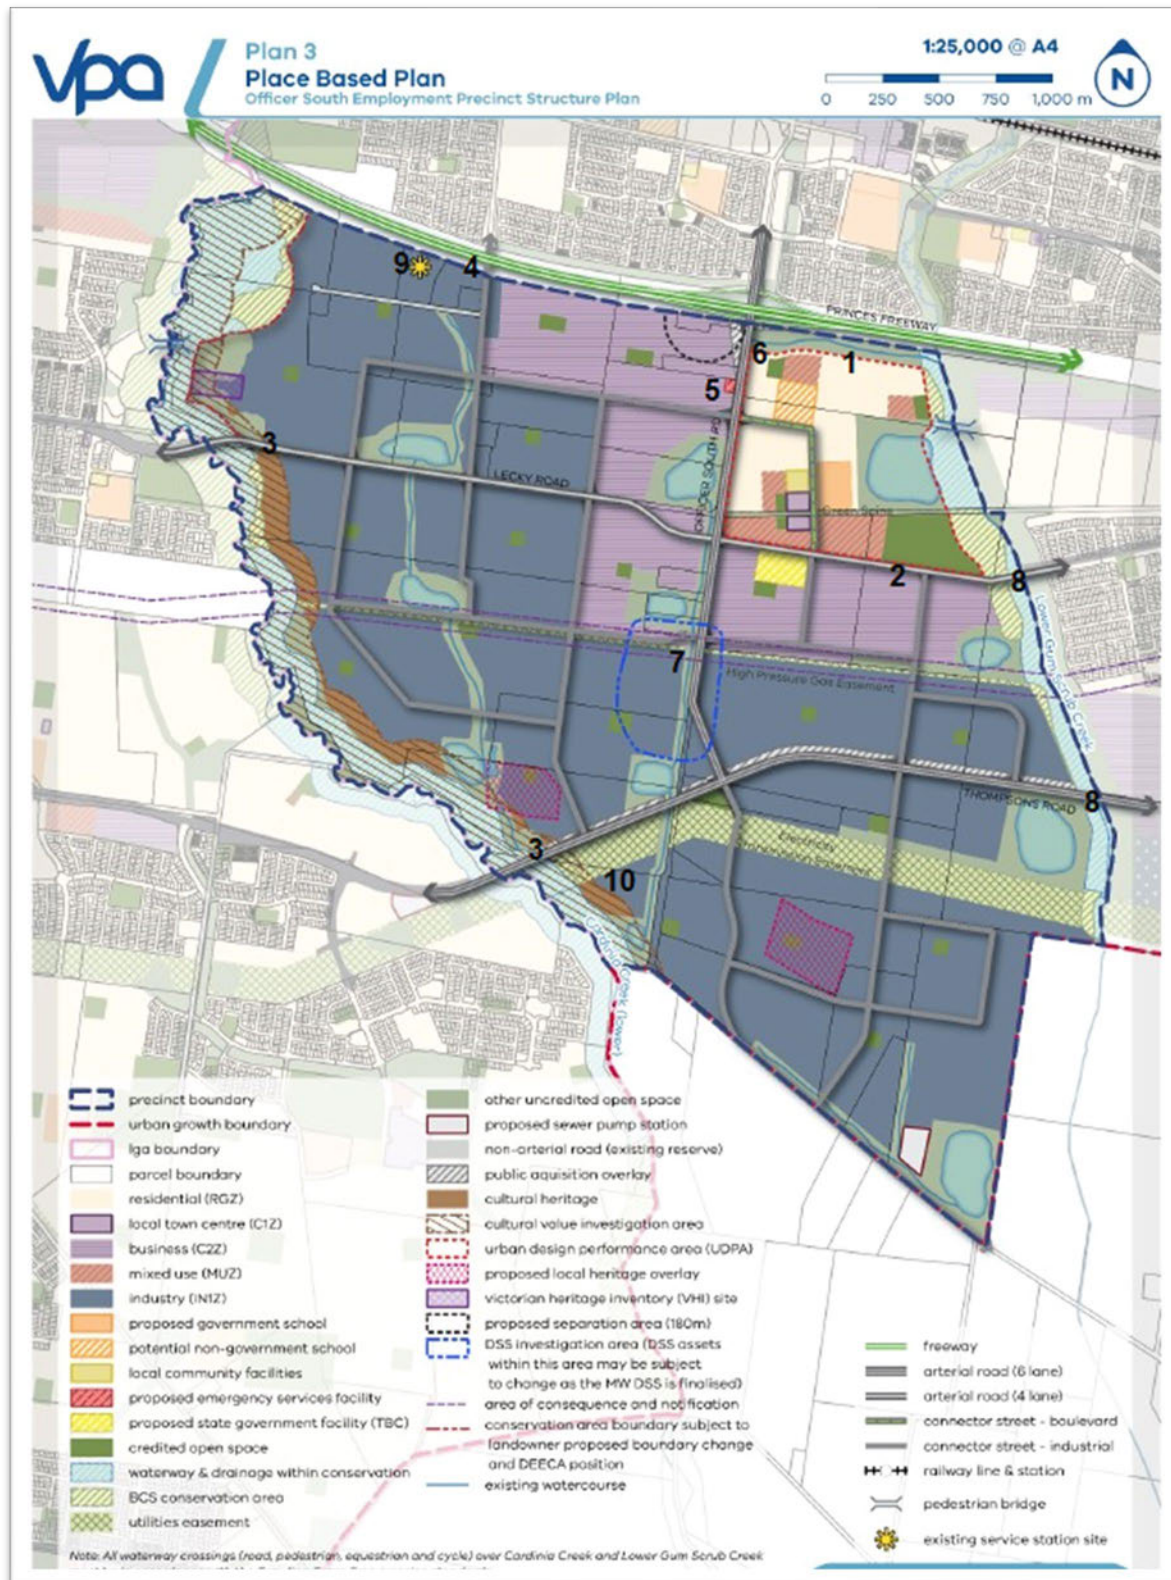 vpa
Plan 3
Place Based Plan
Officer South Employment Precinct Structure Plan
1:25,000 @ A4
0 250 500 750 1,000 m
N
9
4
PRINCES FREEWAY
6
1
5
3
LECKY ROAD
OFFICER SOUTH RD
Green Spine
2
8
Lower Gum Scrub Creek
7
High Pressure Gas Easement
THOMPSONS ROAD
8
3
Electricity
Transmission Easement
10
Cardinia Creek (lower)
precinct boundary
urban growth boundary
lga boundary
parcel boundary
residential (RGZ)
local town centre (C1Z)
business (C2Z)
mixed use (MUZ)
industry (IN1Z)
proposed government school
potential non-government school
local community facilities
proposed emergency services facility
proposed state government facility (TBC)
credited open space
waterway & drainage within conservation
BCS conservation area
utilities easement
other uncredited open space
proposed sewer pump station
non-arterial road (existing reserve)
public aquisition overlay
cultural heritage
cultural value investigation area
urban design performance area (UDPA)
proposed local heritage overlay
victorian heritage inventory (VHI) site
proposed separation area (180m)
DSS investigation area (DSS assets
within this area may be subject
to change as the MW DSS is finalised)
area of consequence and notification
conservation area boundary subject to
landowner proposed boundary change
and DEECA position
existing watercourse
freeway
arterial road (6 lane)
arterial road (4 lane)
connector street - boulevard
connector street - industrial
railway line & station
pedestrian bridge
existing service station site
Note: All waterway crossings (road, pedestrian, equestrian and cycle) over Cardinia Creek and Lower Gum Scrub Creek